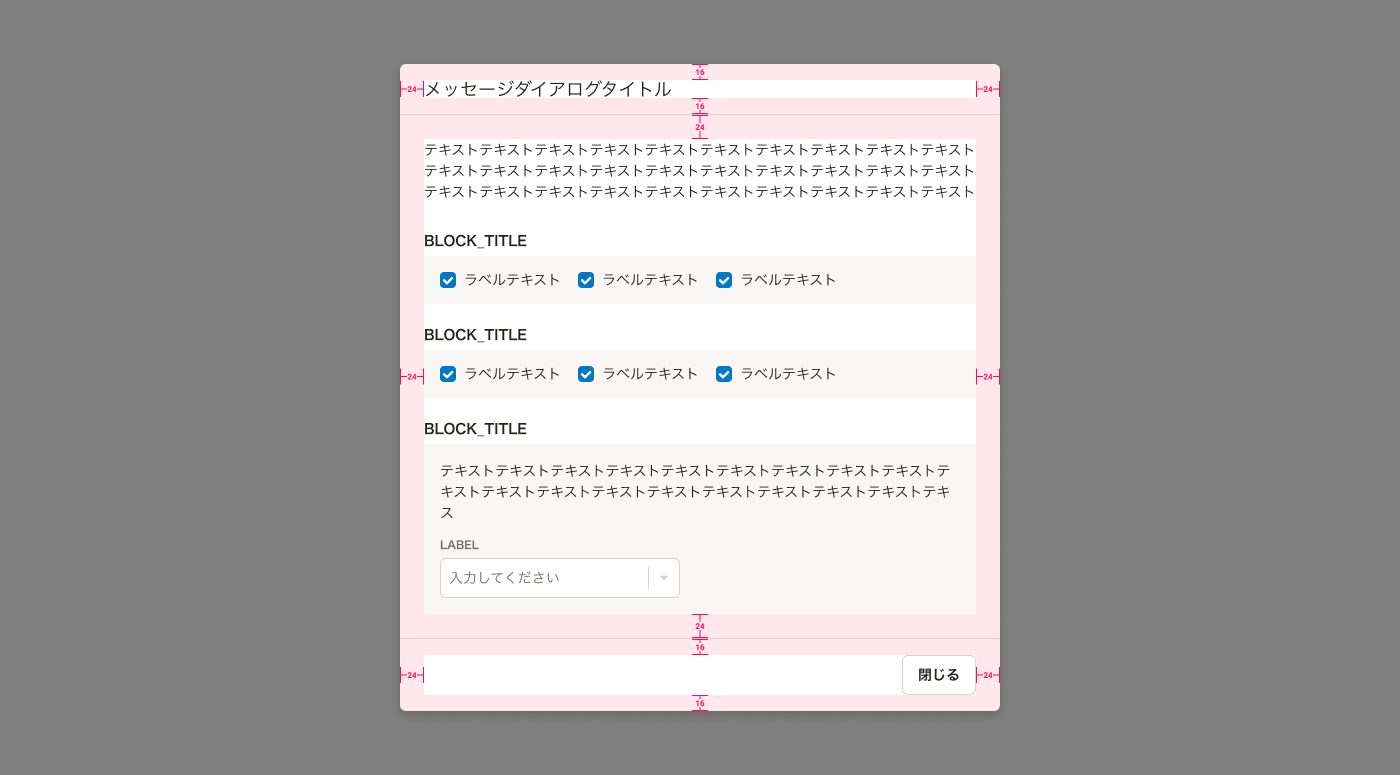 16
24 メッセージダイアログタイトル 24
16
24
テキストテキストテキストテキストテキストテキストテキストテキストテキストテキスト
テキストテキストテキストテキストテキストテキストテキストテキストテキストテキスト
テキストテキストテキストテキストテキストテキストテキストテキストテキストテキスト
BLOCK_TITLE
ラベルテキスト ラベルテキスト ラベルテキスト
BLOCK_TITLE
24 ラベルテキスト ラベルテキスト ラベルテキスト 24
BLOCK_TITLE
テキストテキストテキストテキストテキストテキストテキストテキストテキストテ
キストテキストテキストテキストテキストテキストテキストテキストテキストテキ
ス
LABEL
入力してください
24
16
24 閉じる 24
16